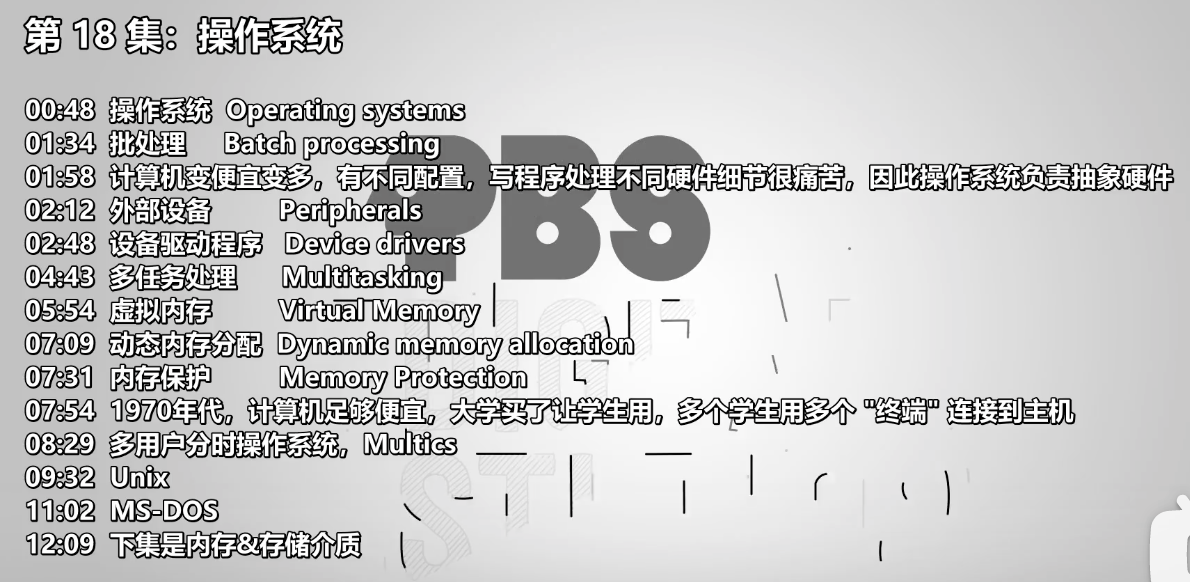 第 18 集：操作系统
00:48 操作系统 Operating systems
01:34 批处理 Batch processing
01:58 计算机变便宜变多，有不同配置，写程序处理不同硬件细节很痛苦，因此操作系统负责抽象硬件
02:12 外部设备 Peripherals
02:48 设备驱动程序 Device drivers
04:43 多任务处理 Multitasking
05:54 虚拟内存 Virtual Memory
07:09 动态内存分配 Dynamic memory allocation
07:31 内存保护 Memory Protection
07:54 1970年代，计算机足够便宜，大学买了让学生用，多个学生用多个 "终端" 连接到主机
08:29 多用户分时操作系统，Multics
09:32 Unix
11:02 MS-DOS
12:09 下集是内存&存储介质
PBS